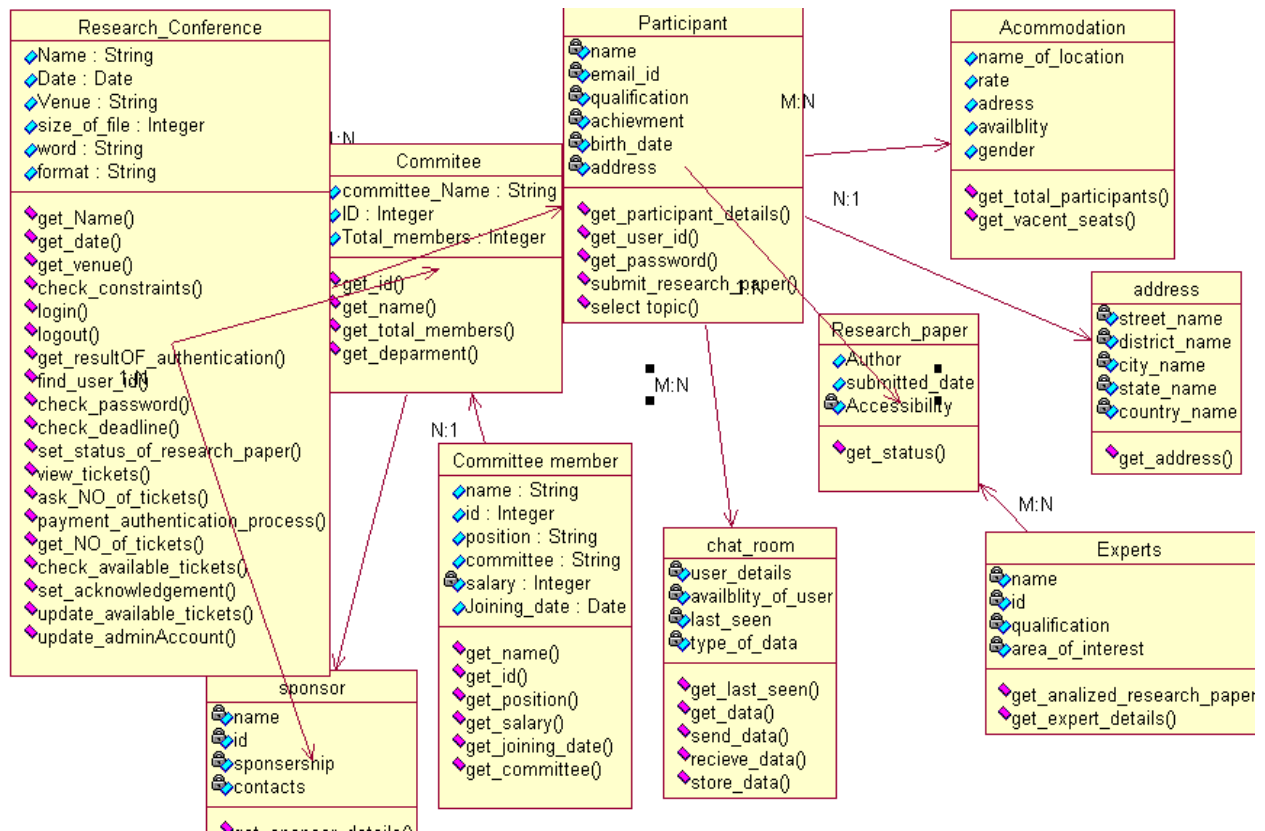 Research_Conference
Name : String
Date : Date
Venue : String
size_of_file : Integer
word : String
format : String
get_Name()
get_date()
get_venue()
check_constraints()
login()
logout()
get_resultOF_authentication()
find_user_id()
check_password()
check_deadline()
set_status_of_research_paper()
view_tickets()
ask_NO_of_tickets()
payment_authentication_process()
get_NO_of_tickets()
check_available_tickets()
set_acknowledgement()
update_available_tickets()
update_adminAccount()
1:N
1:N
Commitee
committee_Name : String
ID : Integer
Total_members : Integer
get_id()
get_name()
get_total_members()
get_deparment()
Participant
name
email_id
qualification
achievment
birth_date
address
get_participant_details()
get_user_id()
get_password()
submit_research_paper()
select topic()
M:N
Acommodation
name_of_location
rate
adress
availblity
gender
get_total_participants()
get_vacent_seats()
N:1
address
street_name
district_name
city_name
state_name
country_name
get_address()
1:N
Research_paper
Author
submitted_date
Accessibility
get_status()
M:N
N:1
Committee member
name : String
id : Integer
position : String
committee : String
salary : Integer
Joining_date : Date
get_name()
get_id()
get_position()
get_salary()
get_joining_date()
get_committee()
chat_room
user_details
availblity_of_user
last_seen
type_of_data
get_last_seen()
get_data()
send_data()
recieve_data()
store_data()
M:N
Experts
name
id
qualification
area_of_interest
get_analized_research_paper
get_expert_details()
sponsor
name
id
sponsership
contacts
get_sponsor_details()